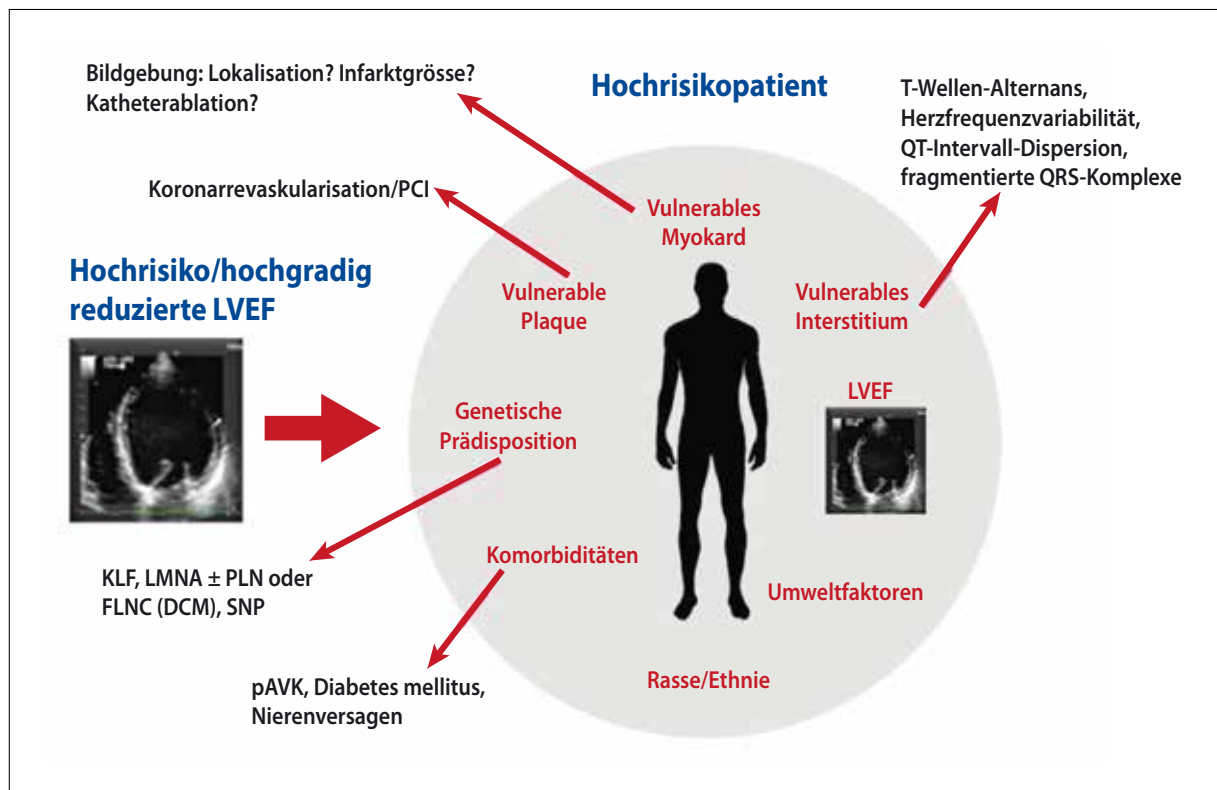 Bildgebung: Lokalisation? Infarktgrösse?
Katheterablation?
Hochrisikopatient
T-Wellen-Alternans,
Herzfrequenzvariabilität,
QT-Intervall-Dispersion,
fragmentierte QRS-Komplexe
Koronarrevaskularisation/PCI
Vulnerables
Myokard
Hochrisiko/hochgradig
reduzierte LVEF
Vulnerable
Plaque
Vulnerables
Interstitium
LVEF
Genetische
Prädisposition
Komorbiditäten
KLF, LMNA ± PLN oder
FLNC (DCM), SNP
Umweltfaktoren
pAVK, Diabetes mellitus,
Nierenversagen
Rasse/Ethnie